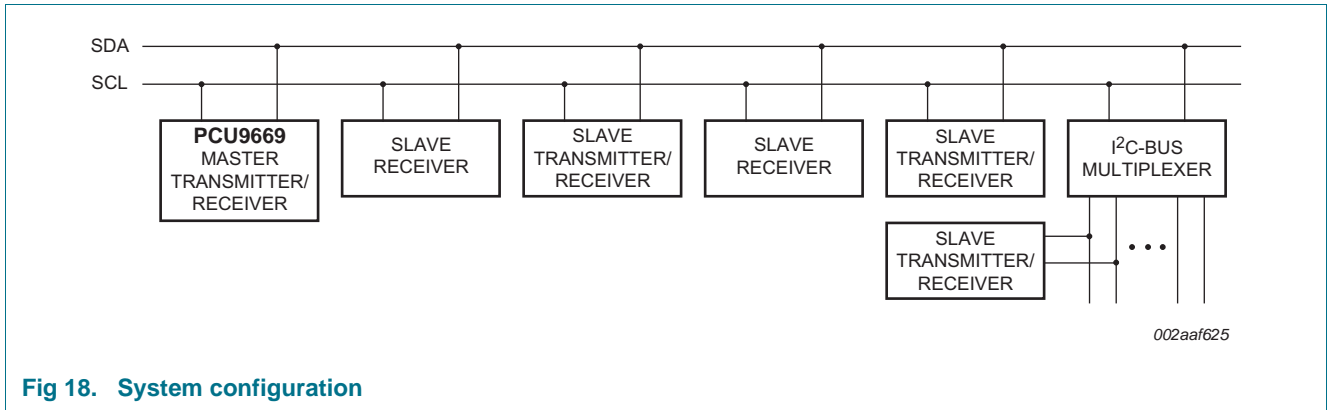 SDA
SCL
PCU9669
MASTER
TRANSMITTER/
RECEIVER
SLAVE
RECEIVER
SLAVE
TRANSMITTER/
RECEIVER
SLAVE
RECEIVER
SLAVE
TRANSMITTER/
RECEIVER
I²C-BUS
MULTIPLEXER
SLAVE
TRANSMITTER/
RECEIVER
002aaf625
Fig 18. System configuration